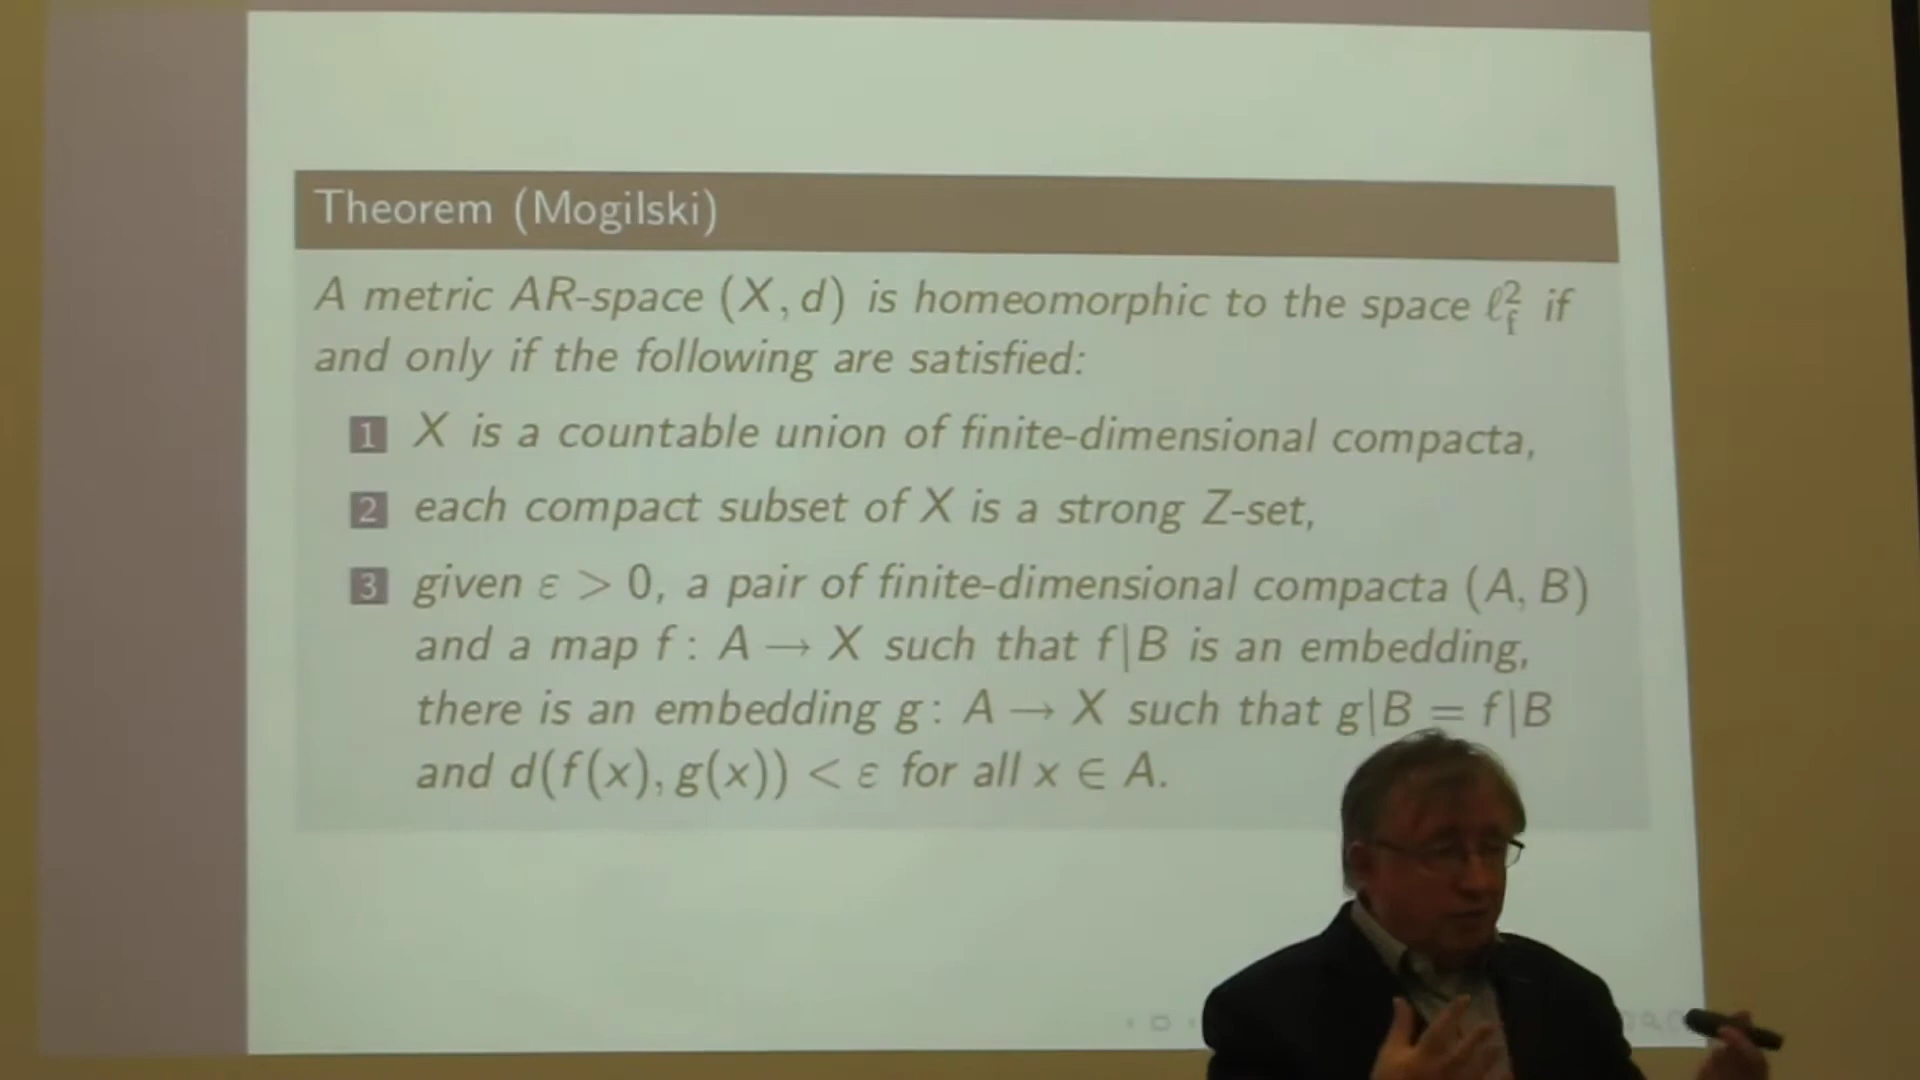 Theorem (Mogilski)
A metric AR-space (X, d) is homeomorphic to the space ℓ²_f if
and only if the following are satisfied:
1 X is a countable union of finite-dimensional compacta,
2 each compact subset of X is a strong Z-set,
3 given ε > 0, a pair of finite-dimensional compacta (A, B)
and a map f : A → X such that f|B is an embedding,
there is an embedding g : A → X such that g|B = f|B
and d(f(x), g(x)) < ε for all x ∈ A.